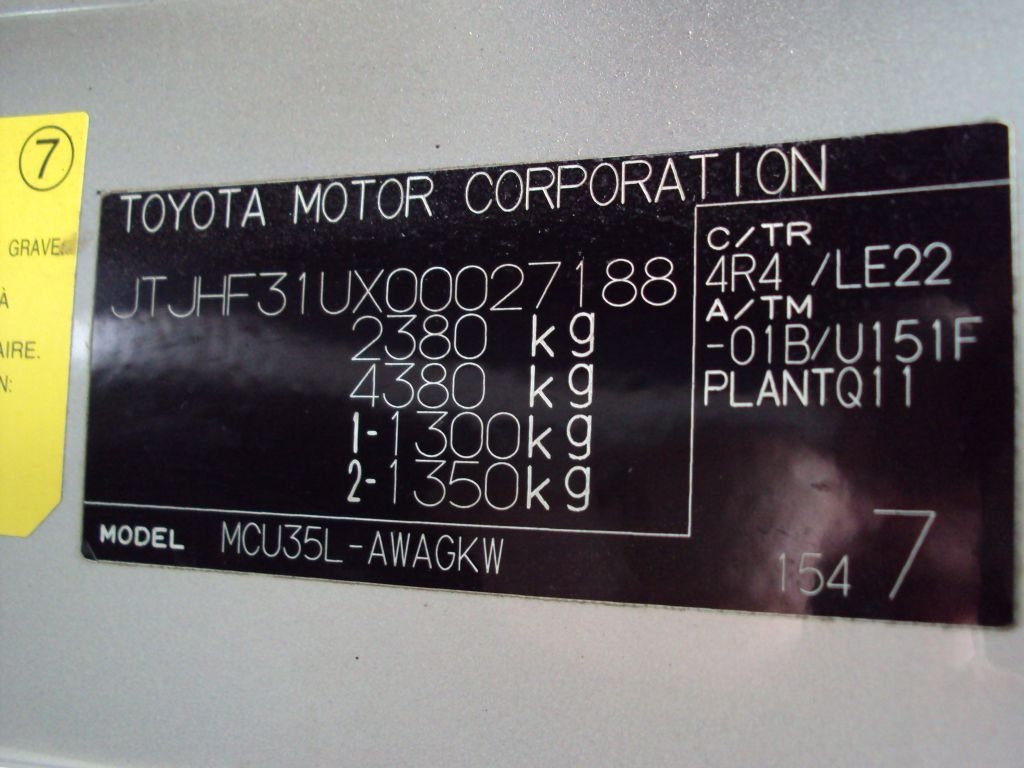 7
GRAVE
À
AIRE.
N:
TOYOTA MOTOR CORPORATION
JTJHF31UX00027188
2380 kg
4380 kg
1-1300kg
2-1350kg
C/TR
4R4 /LE22
A/TM
-01B/U151F
PLANTQ11
MODEL MCU35L-AWAGKW
154 7